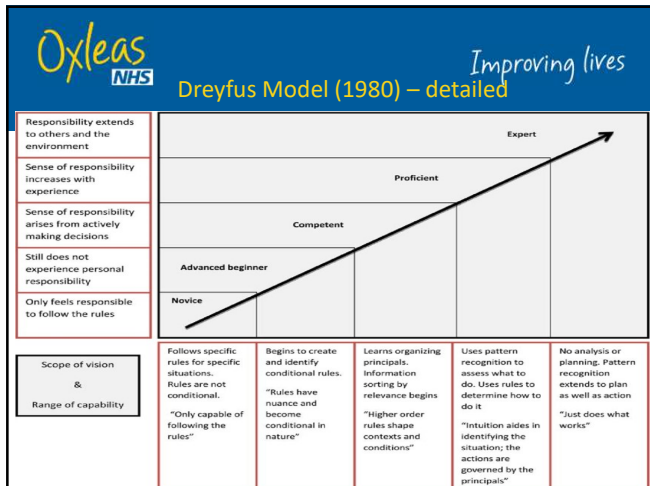 Oxleas
NHS
Improving lives
Dreyfus Model (1980) – detailed
Responsibility extends
to others and the
environment
Sense of responsibility
increases with
experience
Sense of responsibility
arises from actively
making decisions
Still does not
experience personal
responsibility
Only feels responsible
to follow the rules
Expert
Proficient
Competent
Advanced beginner
Novice
Scope of vision
&
Range of capability
Follows specific
rules for specific
situations.
Rules are not
conditional.
"Only capable of
following the
rules"
Begins to create
and identify
conditional rules.
"Rules have
nuance and
become
conditional in
nature"
Learns organizing
principals.
Information
sorting by
relevance begins
"Higher order
rules shape
contexts and
conditions"
Uses pattern
recognition to
assess what to
do. Uses rules to
determine how to
do it
"Intuition aides in
identifying the
situation; the
actions are
governed by the
principals"
No analysis or
planning. Pattern
recognition
extends to plan
as well as action
"Just does what
works"